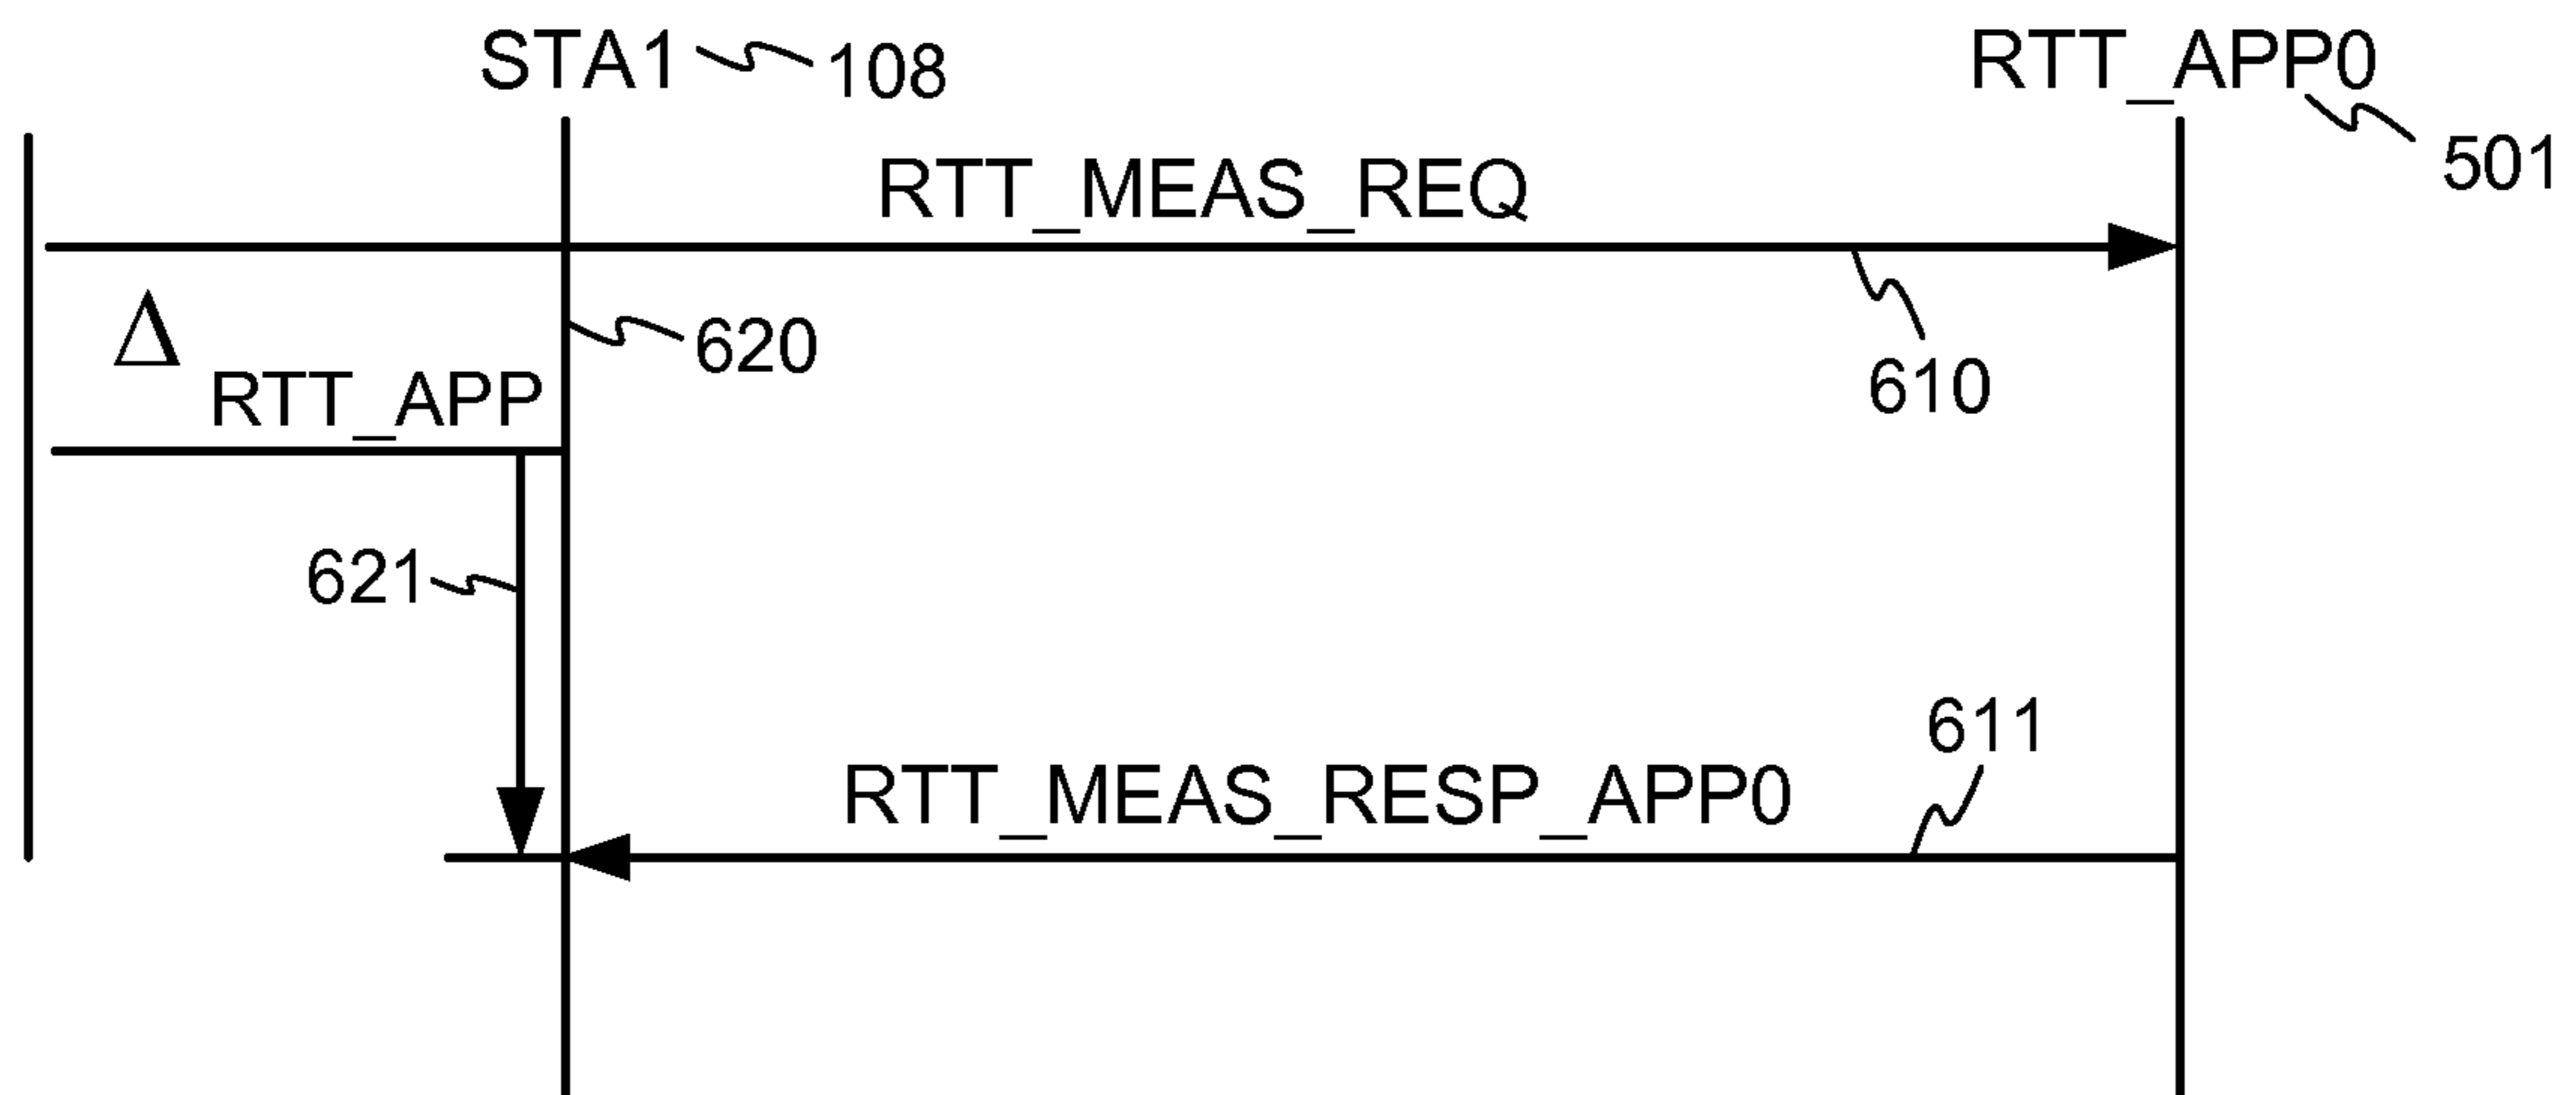 STA1 108 RTT_APP0
501
RTT_MEAS_REQ
Δ
620
RTT_APP
610
621
611
RTT_MEAS_RESP_APP0